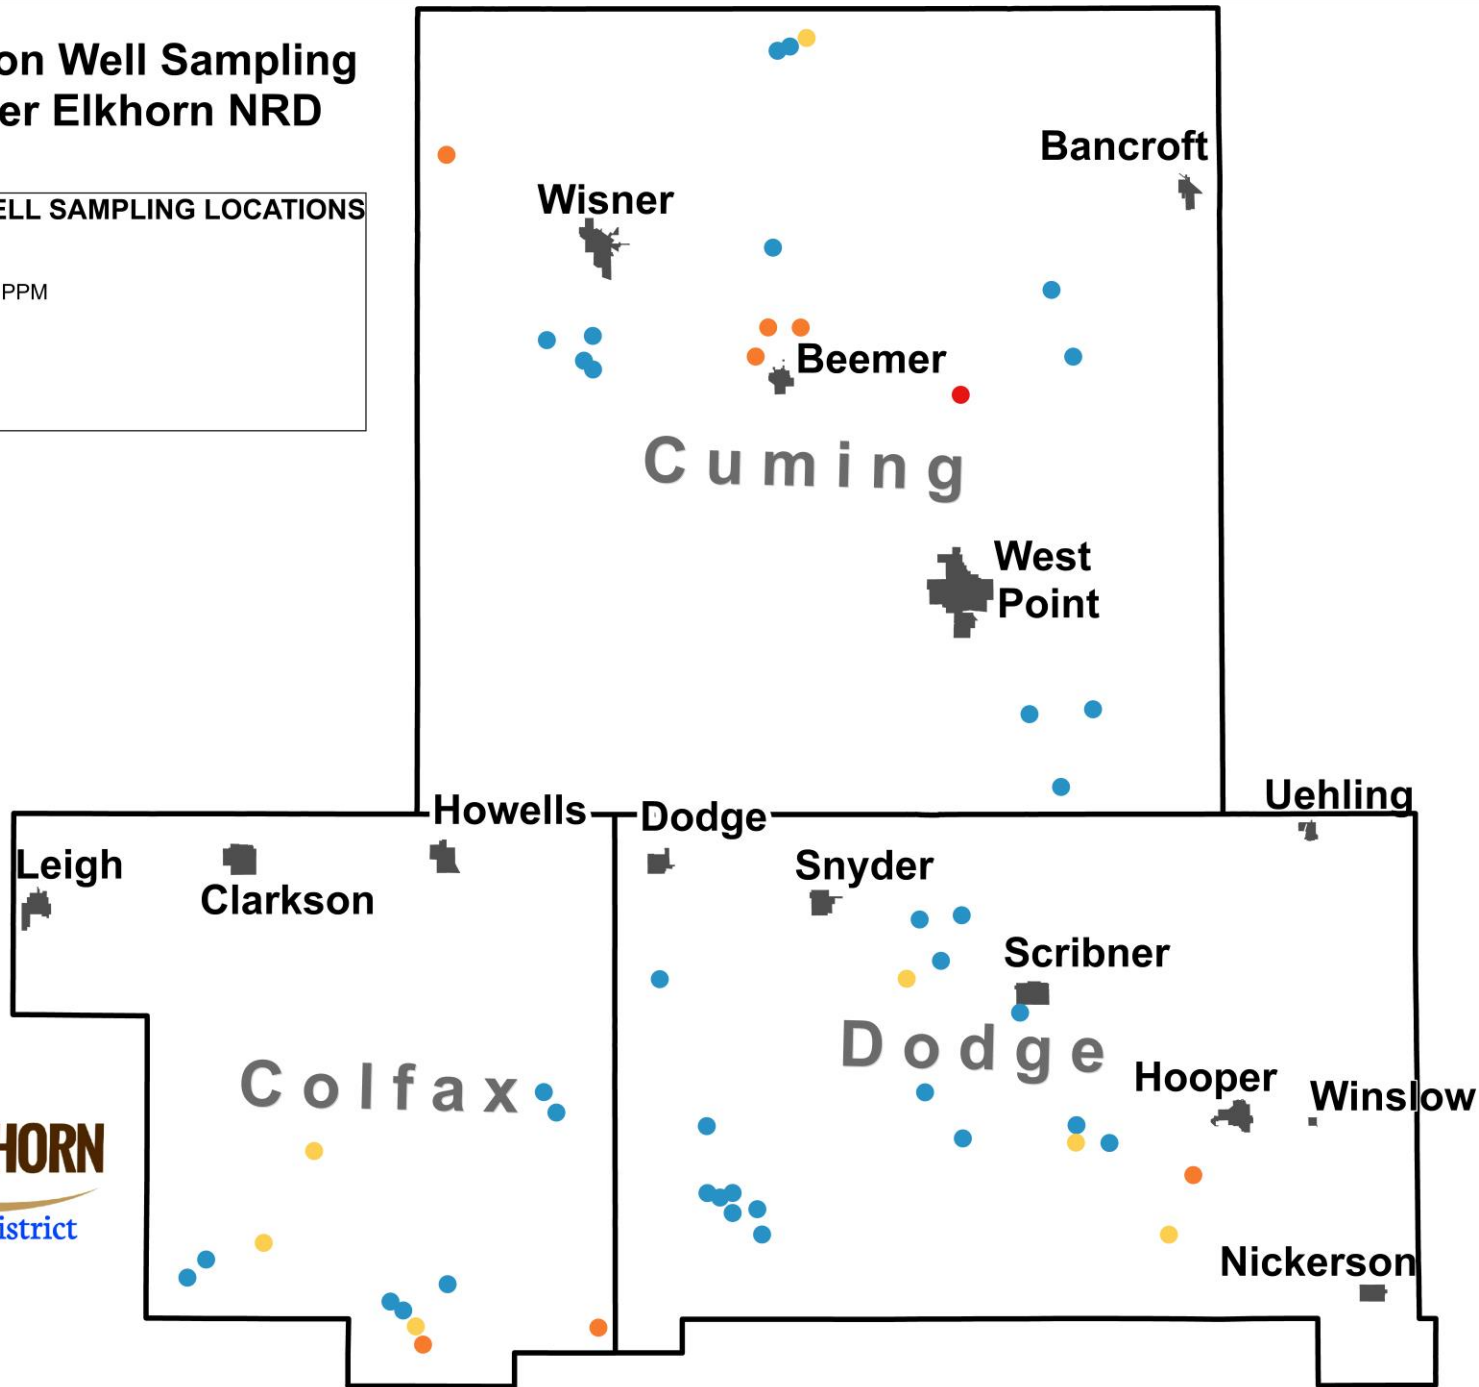 on Well Sampling
er Elkhorn NRD
ELL SAMPLING LOCATIONS
PPM
Bancroft
Wisner
Beemer
Cuming
West
Point
Howells
Dodge
Uehling
Leigh
Clarkson
Snyder
Scribner
Dodge
Colfax
Hooper
Winslow
HORN
istrict
Nickerson